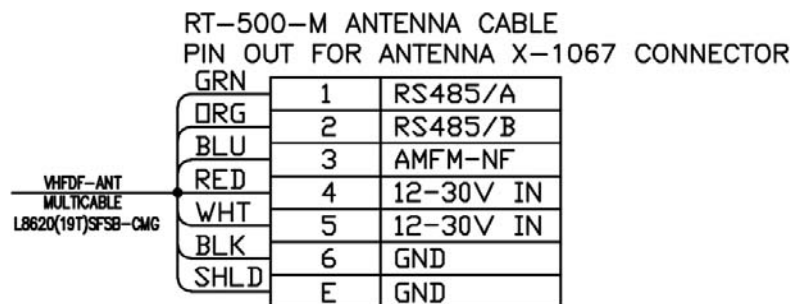 RT-500-M ANTENNA CABLE
PIN OUT FOR ANTENNA X-1067 CONNECTOR
GRN 1 RS485/A
ORG 2 RS485/B
BLU 3 AMFM-NF
RED 4 12-30V IN
WHT 5 12-30V IN
BLK 6 GND
SHLD E GND
VHFDF-ANT
MULTICABLE
L8620(19T)SFSB-CMG